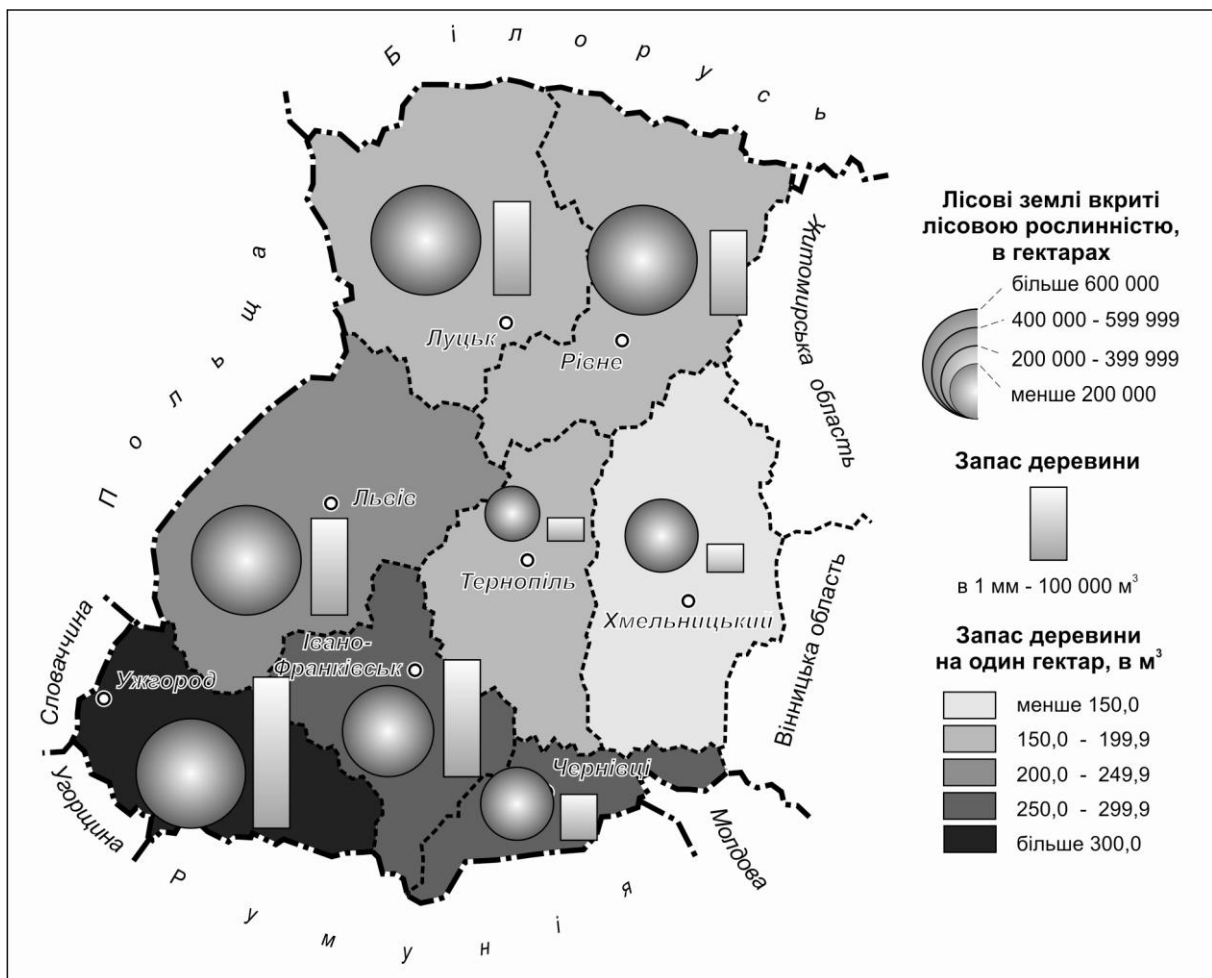 Білорусь
Польща
Житомирська область
Луцьк
Рівне
Львів
Тернопіль
Хмельницький
Вінницька область
Словаччина
Івано-
Франківськ
Ужгород
Угорщина
Чернівці
Молдова
Румунія
Лісові землі вкриті
лісовою рослинністю,
в гектарах
більше 600 000
400 000 - 599 999
200 000 - 399 999
менше 200 000
Запас деревини
в 1 мм - 100 000 м³
Запас деревини
на один гектар, в м³
менше 150,0
150,0 - 199,9
200,0 - 249,9
250,0 - 299,9
більше 300,0